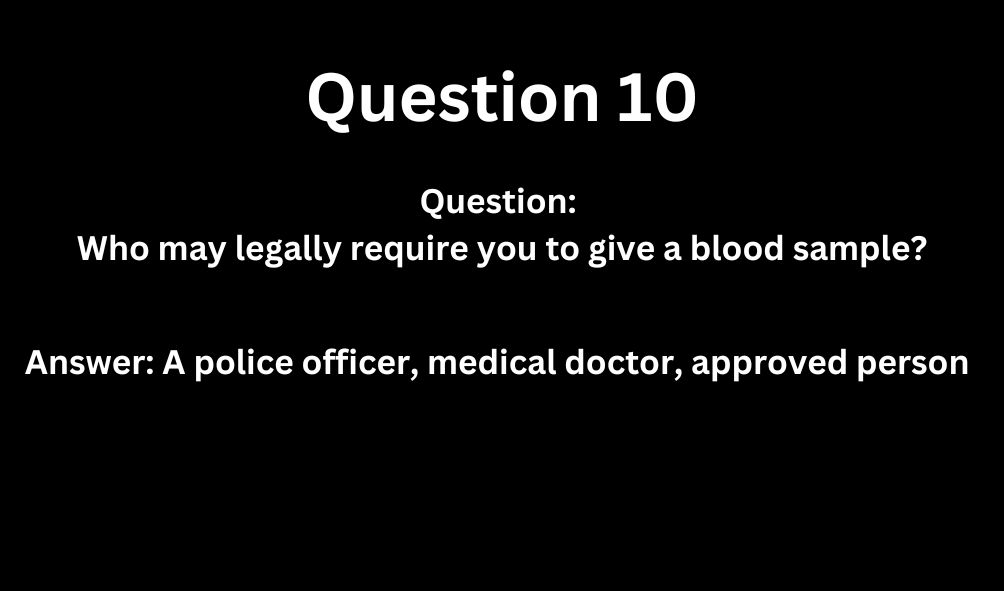 Question 10
Question:
Who may legally require you to give a blood sample?
Answer: A police officer, medical doctor, approved person